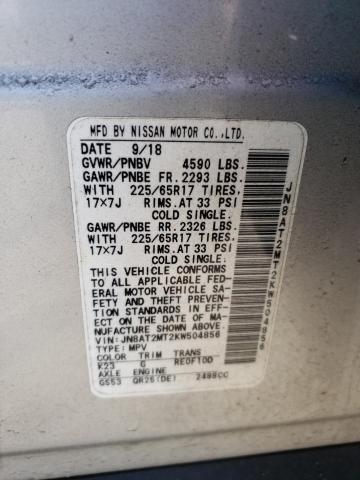 MFD BY NISSAN MOTOR CO.,LTD.
DATE 9/18
GVWR/PNBV 4590 LBS.
GAWR/PNBE FR.2293 LBS.
WITH 225/65R17 TIRES,
17×7J RIMS.AT 33 PSI
COLD SINGLE.
GAWR/PNBE RR.2326 LBS.
WITH 225/65R17 TIRES,
17×7J RIMS.AT 33 PSI
COLD SINGLE.
THIS VEHICLE CONFORMS
TO ALL APPLICABLE FED-
ERAL MOTOR VEHICLE SA-
FETY AND THEFT PREVEN-
TION STANDARDS IN EFF-
ECT ON THE DATE OF MA-
NUFACTURE SHOWN ABOVE.
VIN:JN8AT2MT2KW504856
TYPE:MPV
COLOR TRIM TRANS
K23 G RE0F10D
AXLE ENGINE
GS53 QR25(DE) 2488CC
JN8AT2MT2KW504856